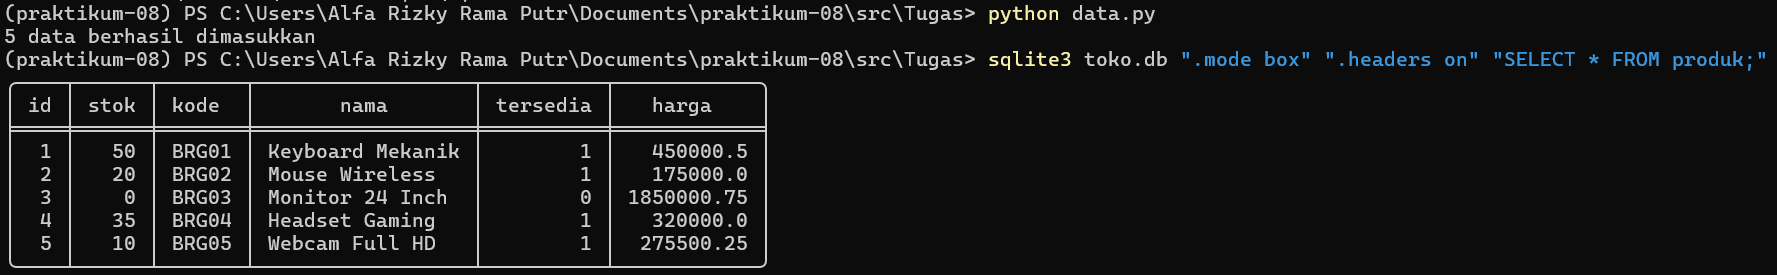 (praktikum-08) PS C:\Users\Alfa Rizky Rama Putr\Documents\praktikum-08\src\Tugas> python data.py
5 data berhasil dimasukkan
(praktikum-08) PS C:\Users\Alfa Rizky Rama Putr\Documents\praktikum-08\src\Tugas> sqlite3 toko.db ".mode box" ".headers on" "SELECT * FROM produk;"
id stok kode nama tersedia harga
1 50 BRG01 Keyboard Mekanik 1 450000.5
2 20 BRG02 Mouse Wireless 1 175000.0
3 0 BRG03 Monitor 24 Inch 0 1850000.75
4 35 BRG04 Headset Gaming 1 320000.0
5 10 BRG05 Webcam Full HD 1 275500.25